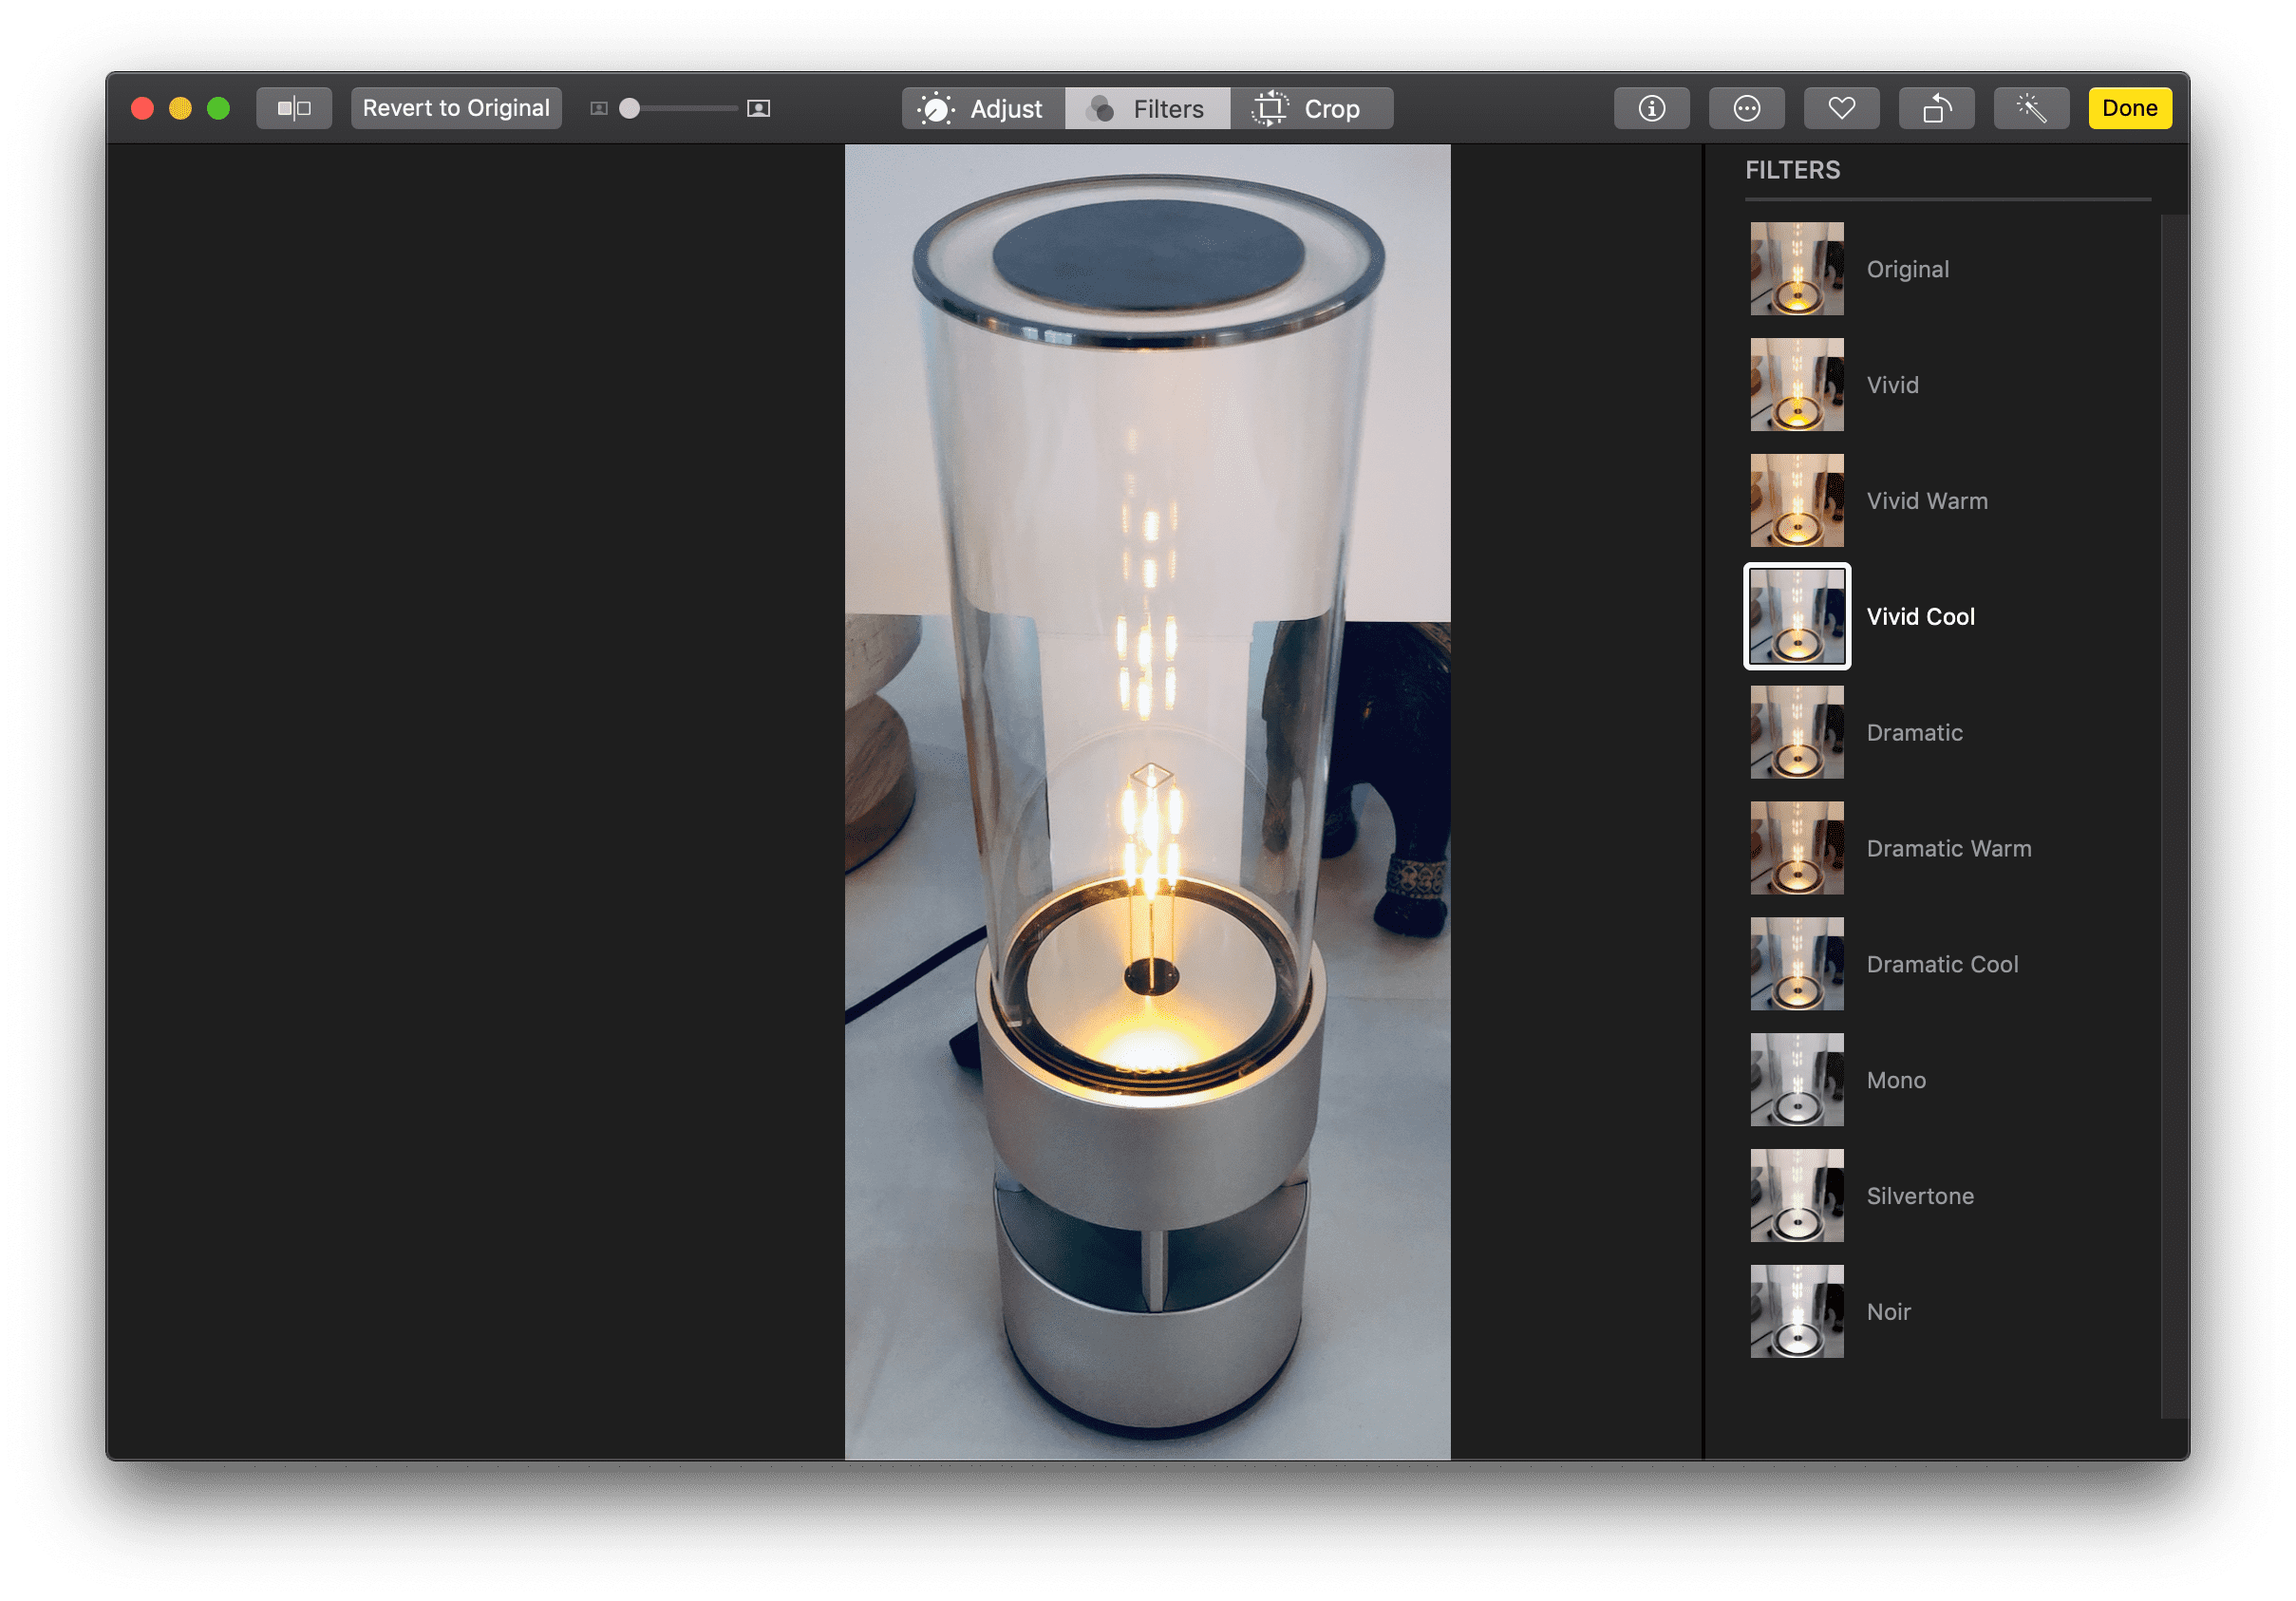 Revert to Original
Adjust
Filters
Crop
Done
FILTERS
Original
Vivid
Vivid Warm
Vivid Cool
Dramatic
Dramatic Warm
Dramatic Cool
Mono
Silvertone
Noir